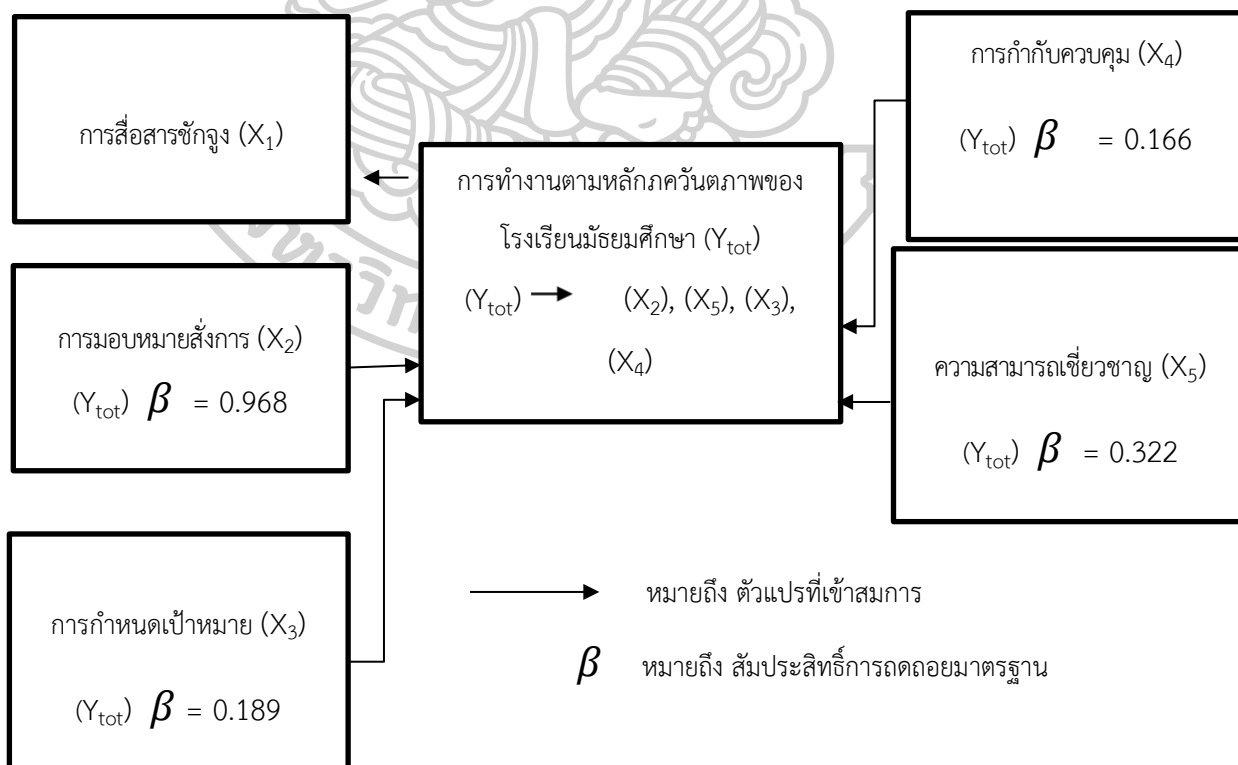 การสื่อสารชักจูง (X1)
การมอบหมายสั่งการ (X2)
(Ytot) β = 0.968
การกำหนดเป้าหมาย (X3)
(Ytot) β = 0.189
การทำงานตามหลักภควันตภาพของ
โรงเรียนมัธยมศึกษา (Ytot)
(Ytot) → (X2), (X5), (X3),
(X4)
การกำกับควบคุม (X4)
(Ytot) β = 0.166
ความสามารถเชี่ยวชาญ (X5)
(Ytot) β = 0.322
หมายถึง ตัวแปรที่เข้าสมการ
β หมายถึง สัมประสิทธิ์การถดถอยมาตรฐาน